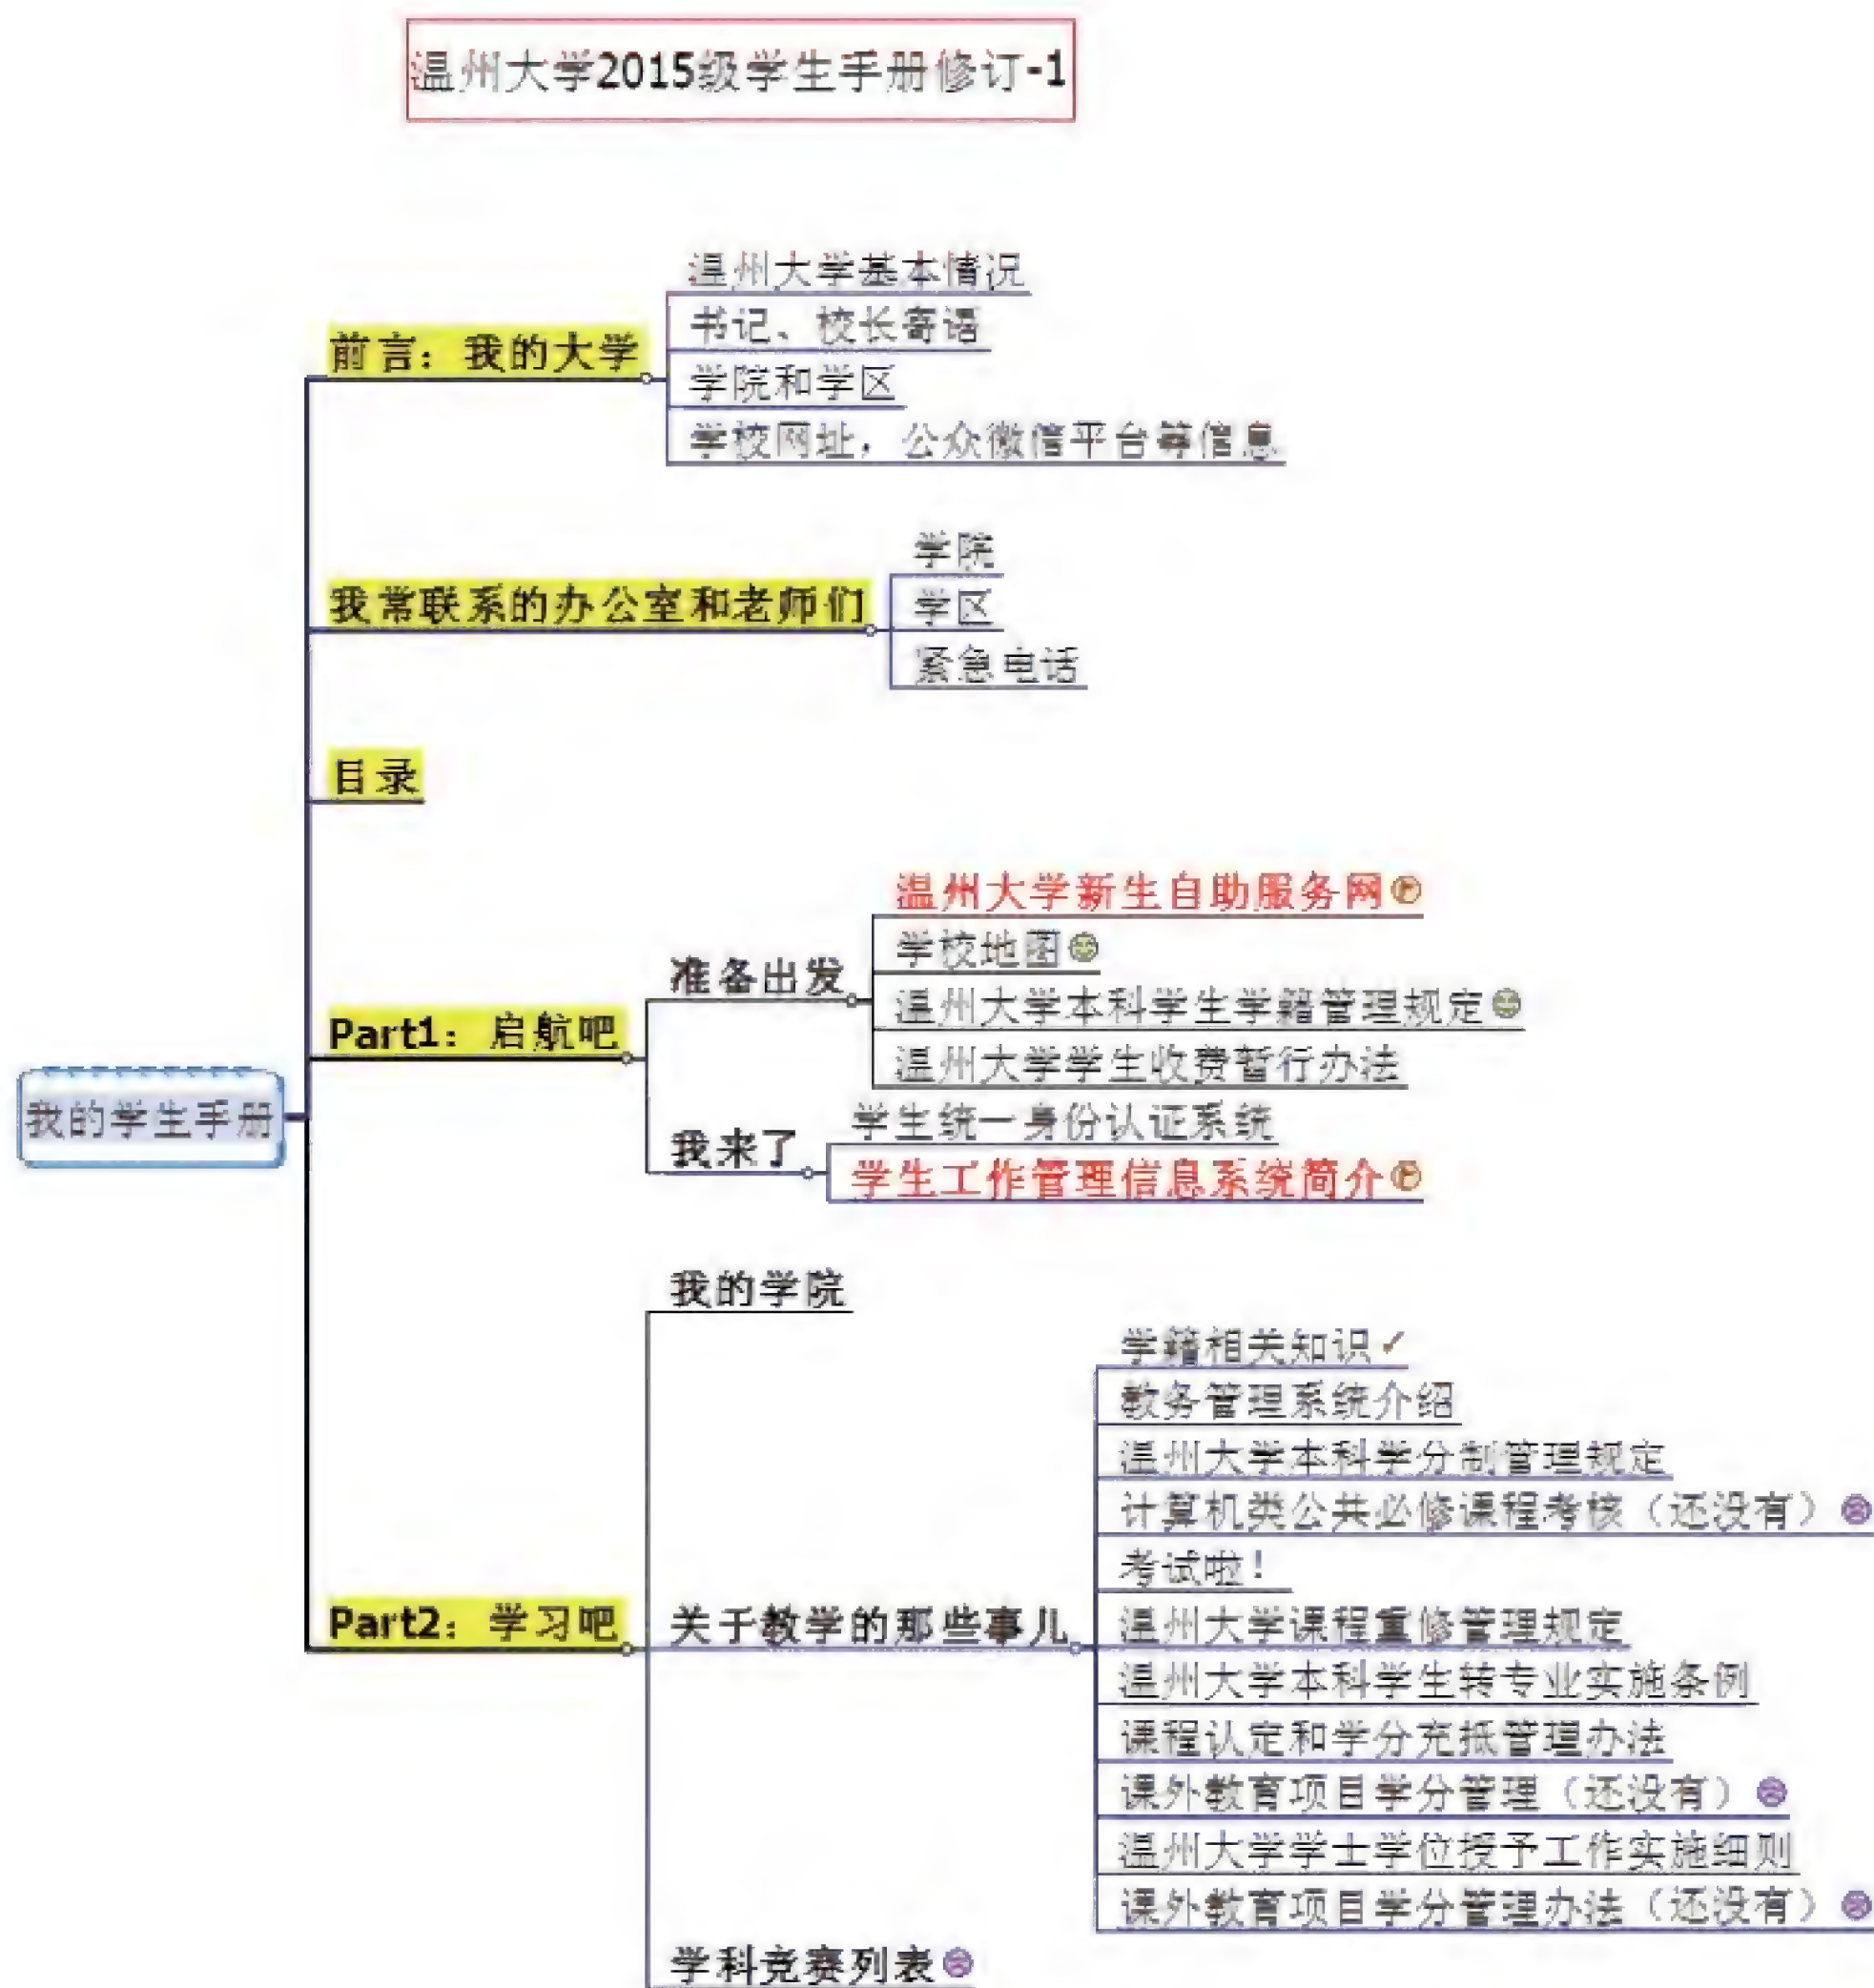 温州大学2015级学生手册修订-1
温州大学基本情况
书记、校长寄语
前言：我的大学
学院和学区
学校网址，公众微信平台等信息
学院
我常联系的办公室和老师们
学区
紧急电话
目录
温州大学新生自助服务网
学校地图
准备出发
温州大学本科学生学籍管理规定
Part1：启航吧
温州大学学生收费暂行办法
我的学生手册
学生统一身份认证系统
我来了
学生工作管理信息系统简介
我的学院
学籍相关知识
教务管理系统介绍
温州大学本科学分制管理规定
计算机类公共必修课程考核（还没有）
考试啦！
Part2：学习吧
关于教学的那些事儿
温州大学课程重修管理规定
温州大学本科学生转专业实施条例
课程认定和学分充抵管理办法
课外教育项目学分管理（还没有）
温州大学学士学位授予工作实施细则
课外教育项目学分管理办法（还没有）
学科竞赛列表